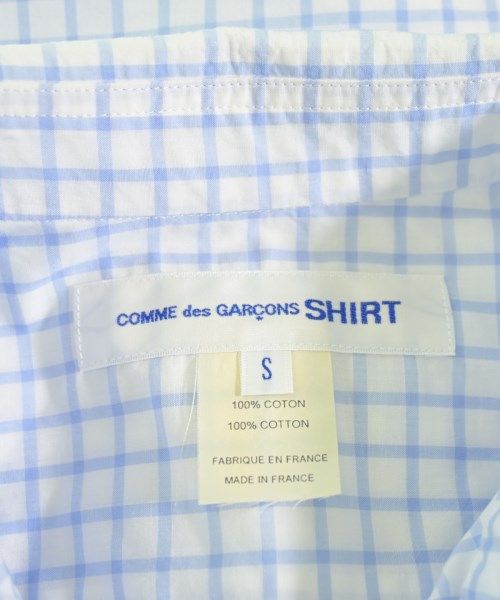 COMME des GARÇONS SHIRT
S
100% COTON
100% COTTON
FABRIQUE EN FRANCE
MADE IN FRANCE